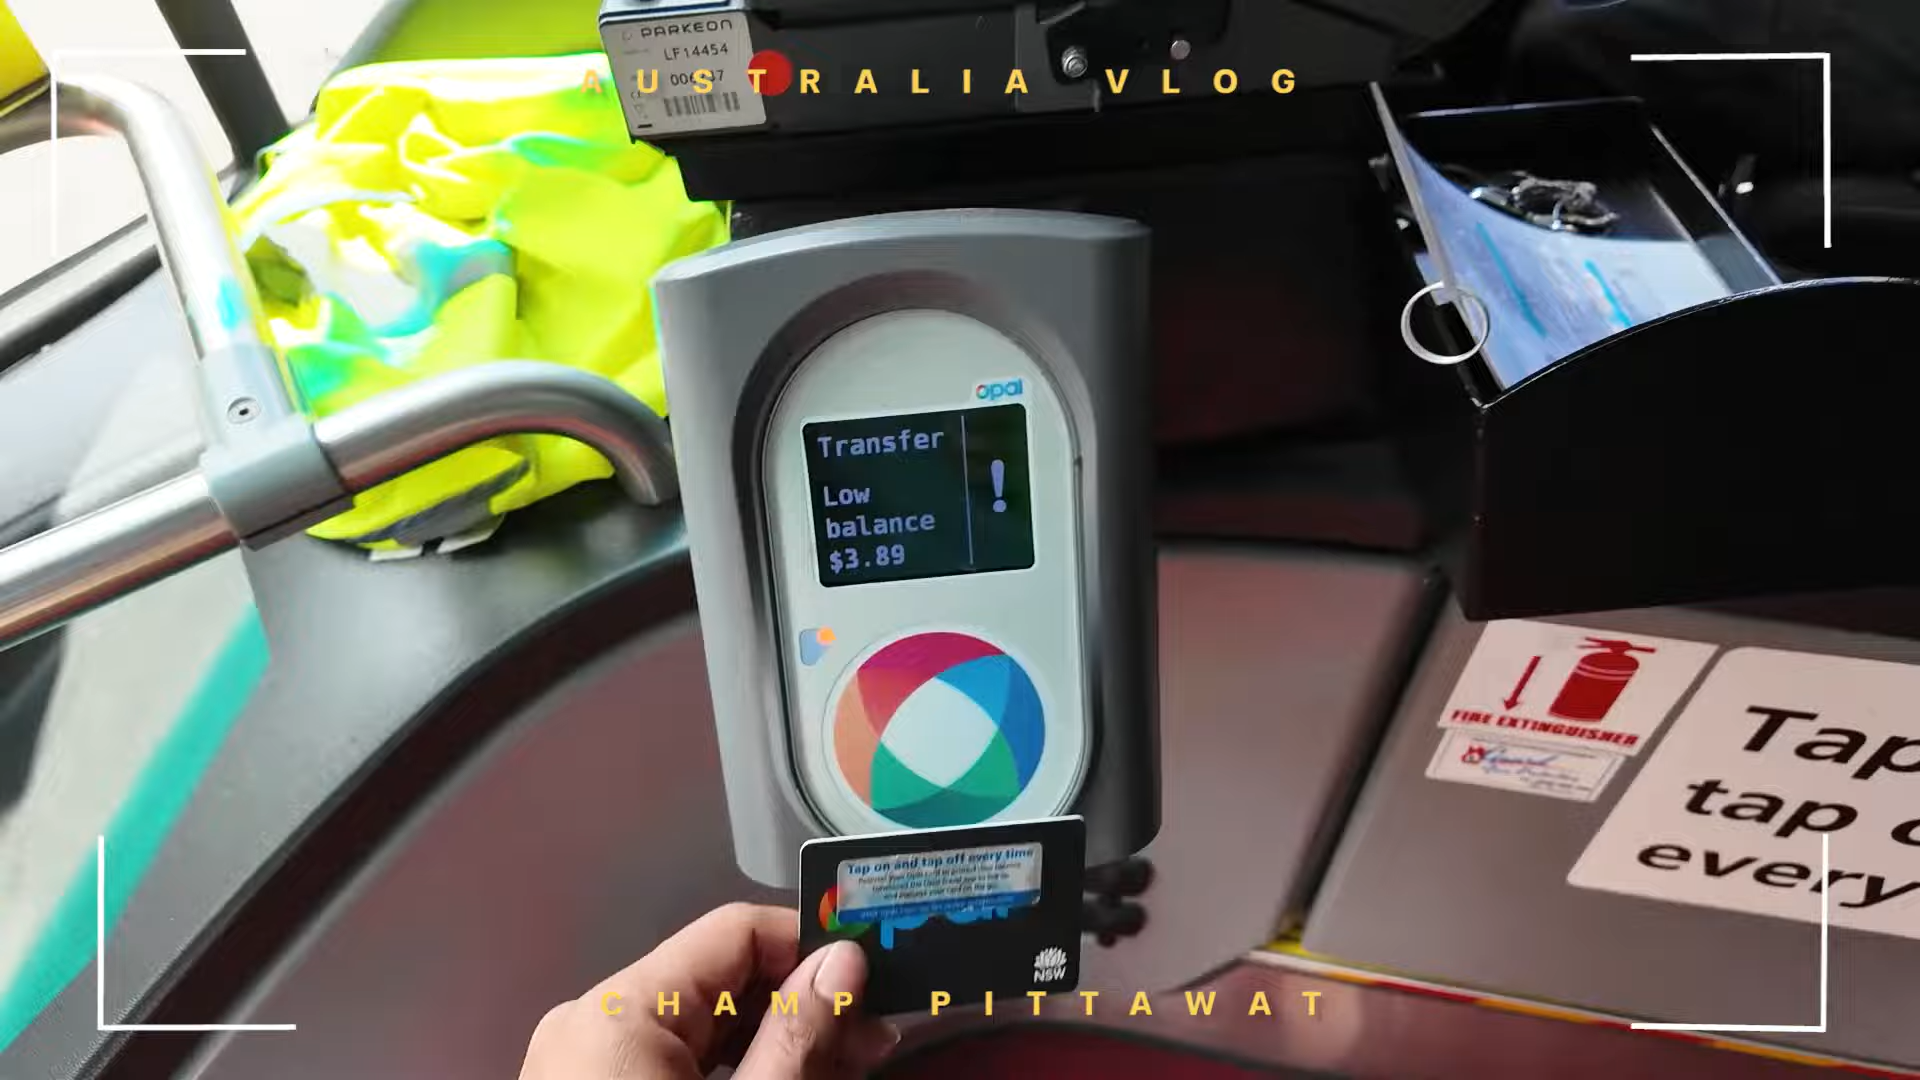 PARKEON
LF14454
AUSTRALIA VLOG
opal
Transfer
Low
balance
$3.89
!
FIRE EXTINGUISHER
Tap
tap
every
Tap on and tap off every time
NSW
CHAMP PITTAWAT